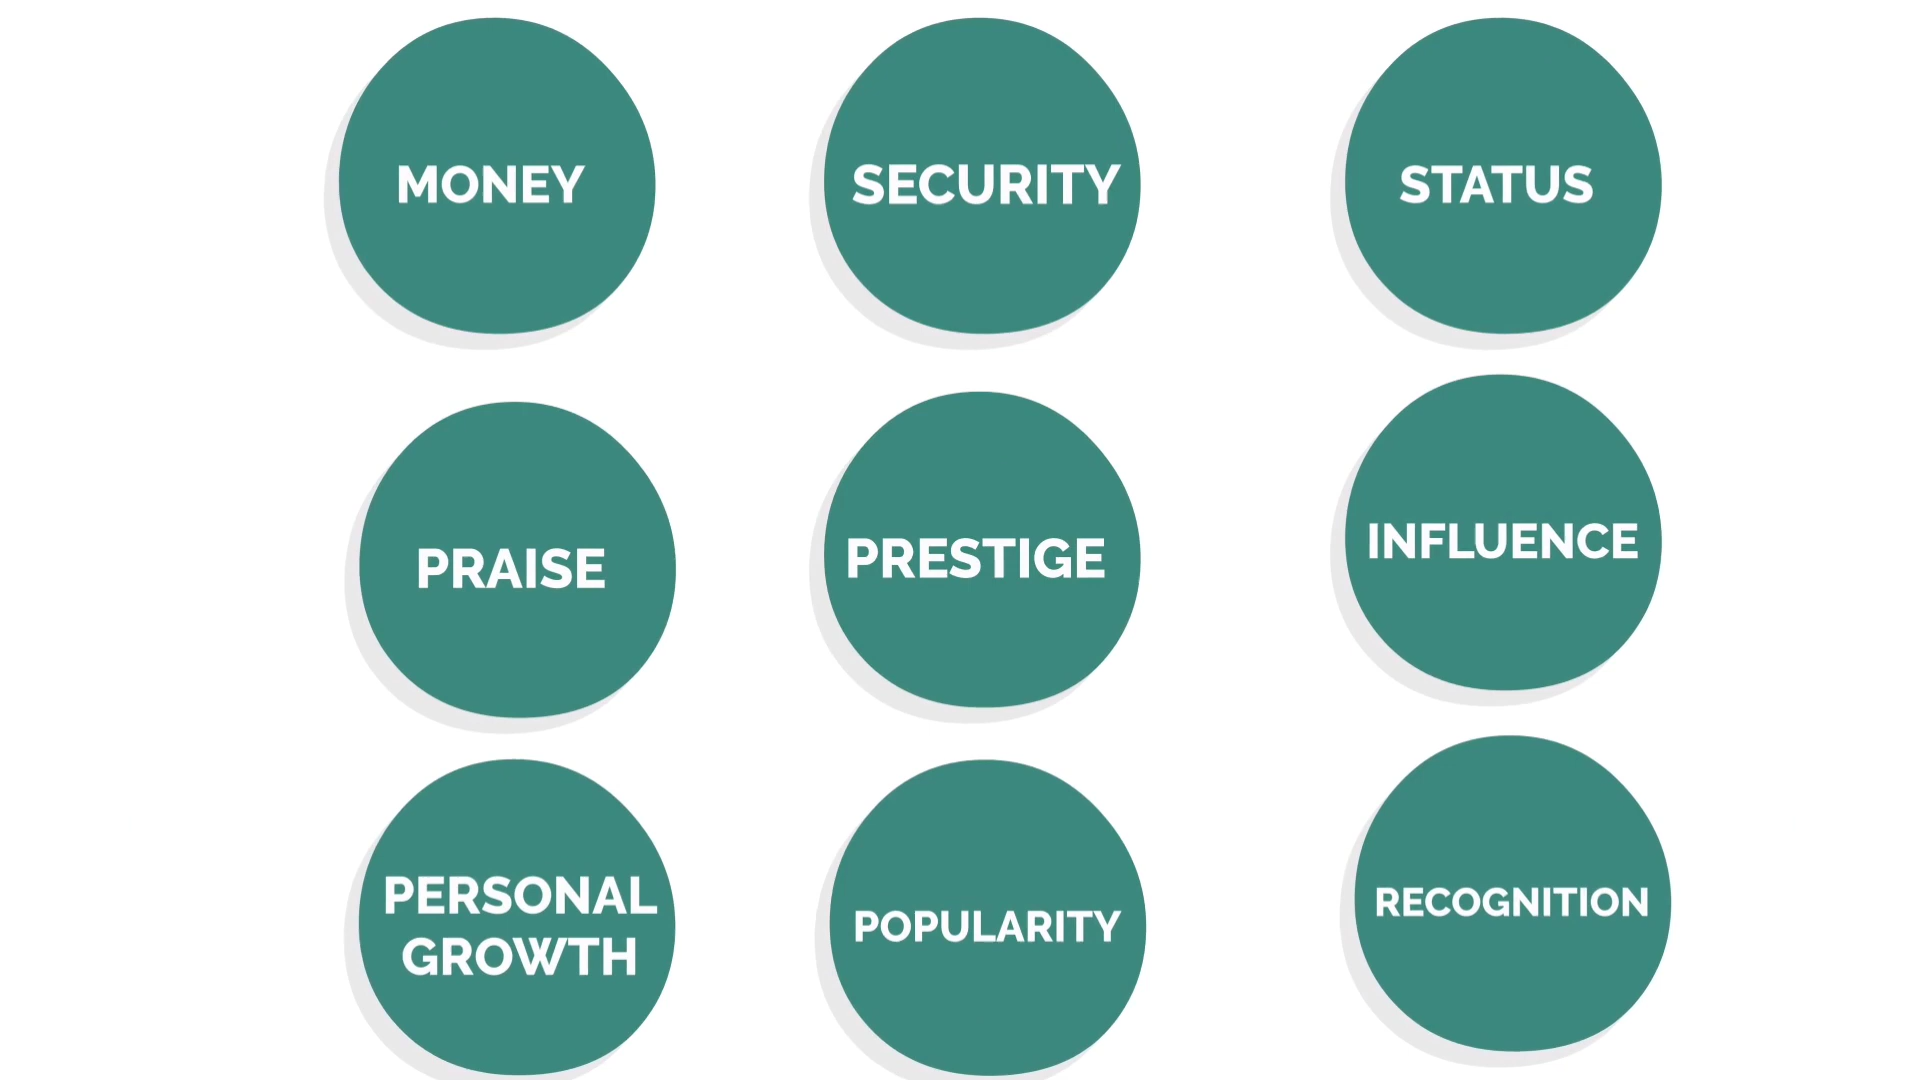 MONEY
SECURITY
STATUS
PRAISE
PRESTIGE
INFLUENCE
PERSONAL
GROWTH
POPULARITY
RECOGNITION